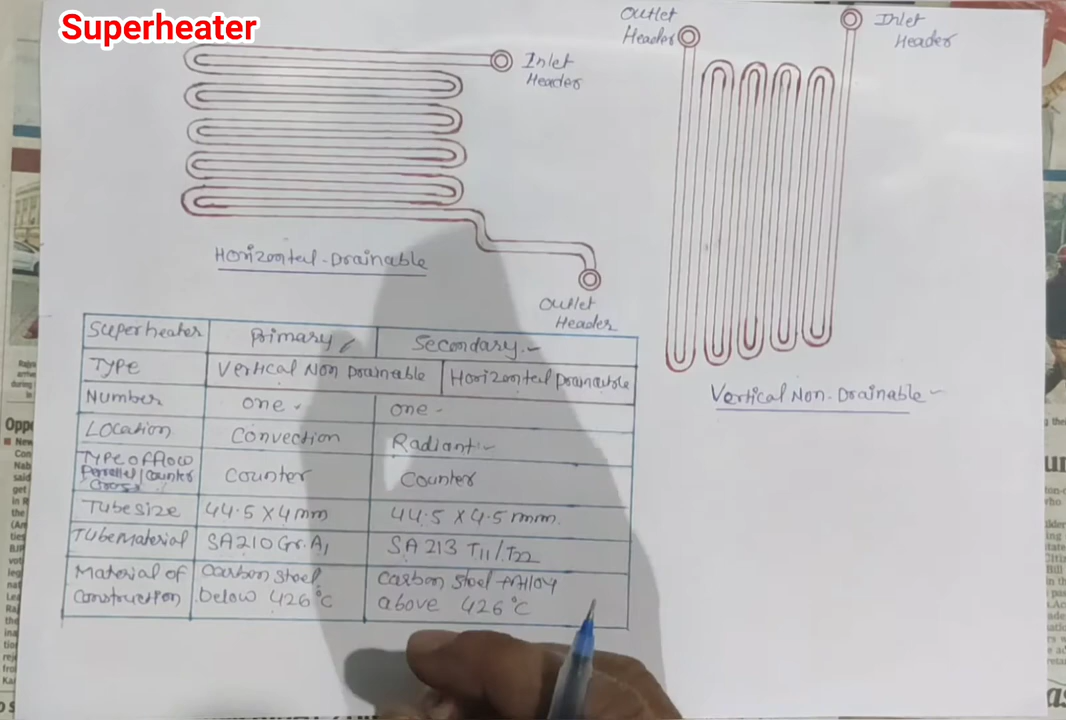 Superheater
Outlet
Header
Inlet
Header
Inlet
Header
Horizontal-Drainable
Outlet
Header
Vertical Non-Drainable-
Superheater Primary Secondary.-
Type Vertical Non Drainable Horizontal Drainable
Number one one-
Location Convection Radiant-
Type of flow
Parallel/Counter Counter Counter
Cross
Tube size 44.5 x 4mm 44.5 x 4.5 mm.
Tube Material SA210 Gr. A1 SA 213 T11/T22
Material of Carbon Steel Carbon Steel + Alloy
Construction below 426°C above 426°C
Oppo